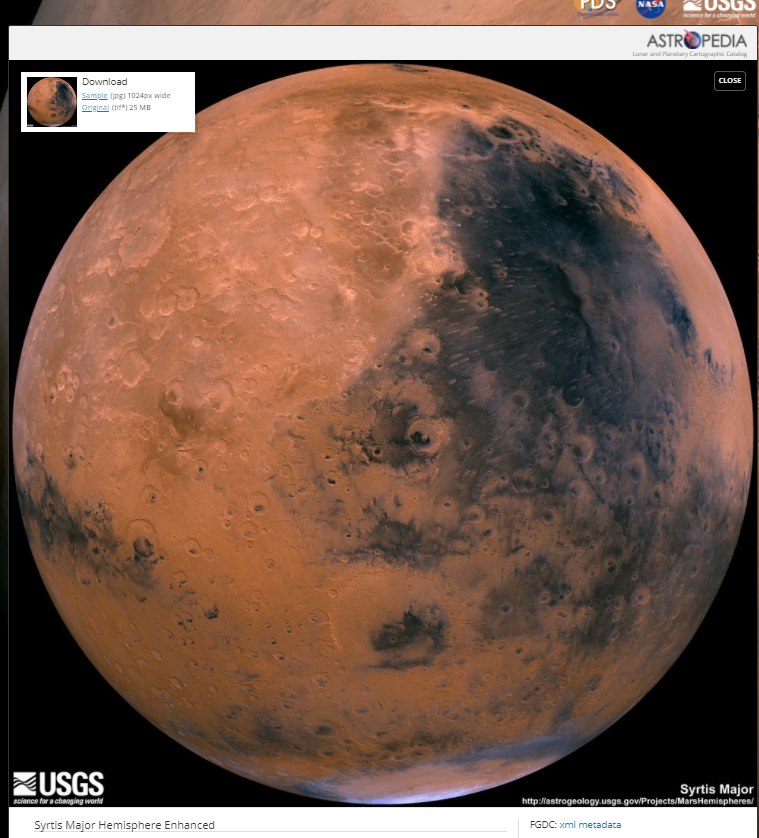 PDS
NASA
USGS
science for a changing world
ASTROPEDIA
Lunar and Planetary Cartographic Catalog
Download
Sample (jpg) 1024px wide
Original (tif*) 25 MB
CLOSE
USGS
science for a changing world
Syrtis Major
http://astrogeology.usgs.gov/Projects/MarsHemispheres/
Syrtis Major Hemisphere Enhanced
FGDC: xml metadata